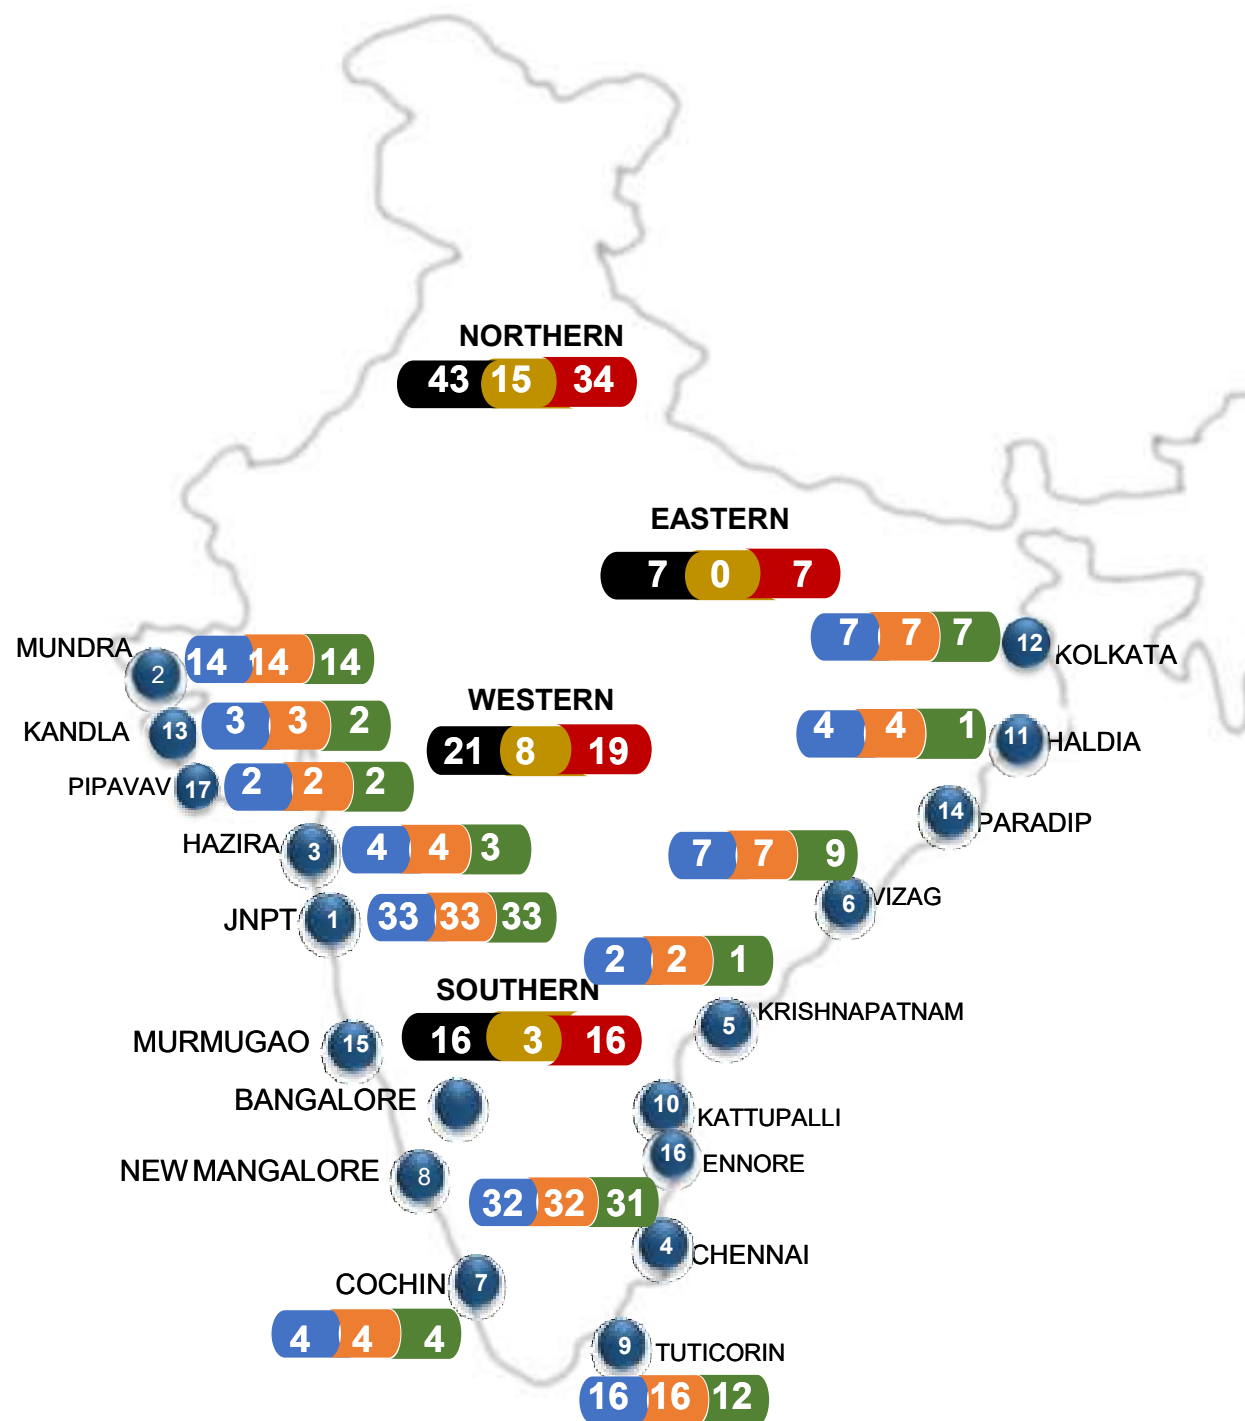 NORTHERN
43 15 34
EASTERN
7 0 7
MUNDRA
2
14 14 14
7 7 7
12
KOLKATA
KANDLA
13
3 3 2
WESTERN
21 8 19
4 4 1
11
HALDIA
PIPAVAV
17
2 2 2
14
PARADIP
HAZIRA
3
4 4 3
7 7 9
6
VIZAG
JNPT
1
33 33 33
2 2 1
SOUTHERN
16 3 16
5
KRISHNAPATNAM
MURMUGAO
15
BANGALORE
10
KATTUPALLI
16
ENNORE
NEW MANGALORE
8
32 32 31
4
CHENNAI
COCHIN
7
4 4 4
9
TUTICORIN
16 16 12